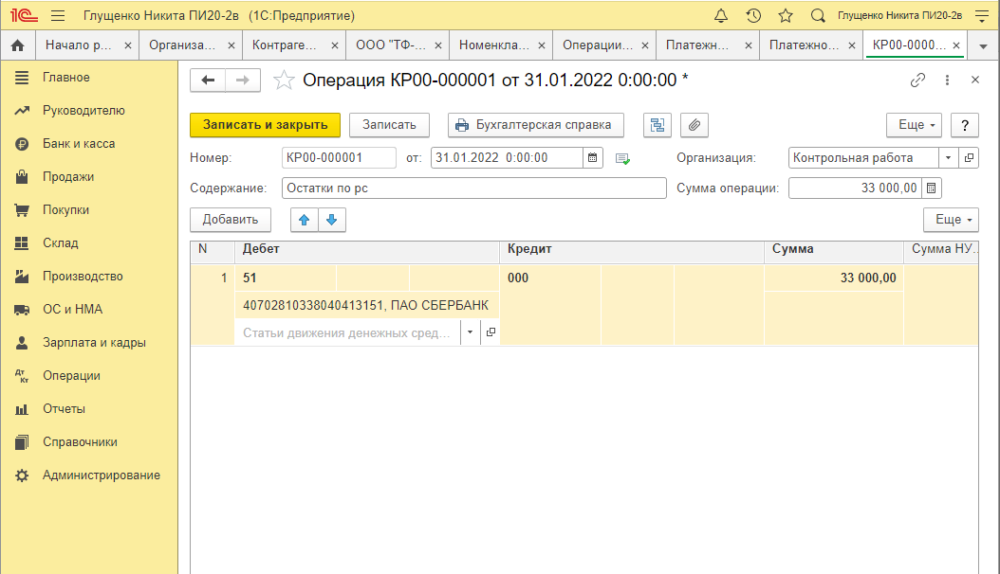 1С Глущенко Никита ПИ20-2в (1С:Предприятие) Глущенко Никита ПИ20-2в
Начало р... × Организа... × Контраге... × ООО "ТФ-... × Номенкла... × Операции... × Платежн... × Платежно... × КР00-0000... ×
Главное
Руководителю
Банк и касса
Продажи
Покупки
Склад
Производство
ОС и НМА
Зарплата и кадры
Операции
Отчеты
Справочники
Администрирование
Операция КР00-000001 от 31.01.2022 0:00:00 *
Записать и закрыть Записать Бухгалтерская справка Еще ?
Номер: КР00-000001 от: 31.01.2022 0:00:00 Организация: Контрольная работа
Содержание: Остатки по рс Сумма операции: 33 000,00
Добавить Еще
N Дебет Кредит Сумма Сумма НУ...
1 51 000 33 000,00
40702810338040413151, ПАО СБЕРБАНК
Статьи движения денежных сред...